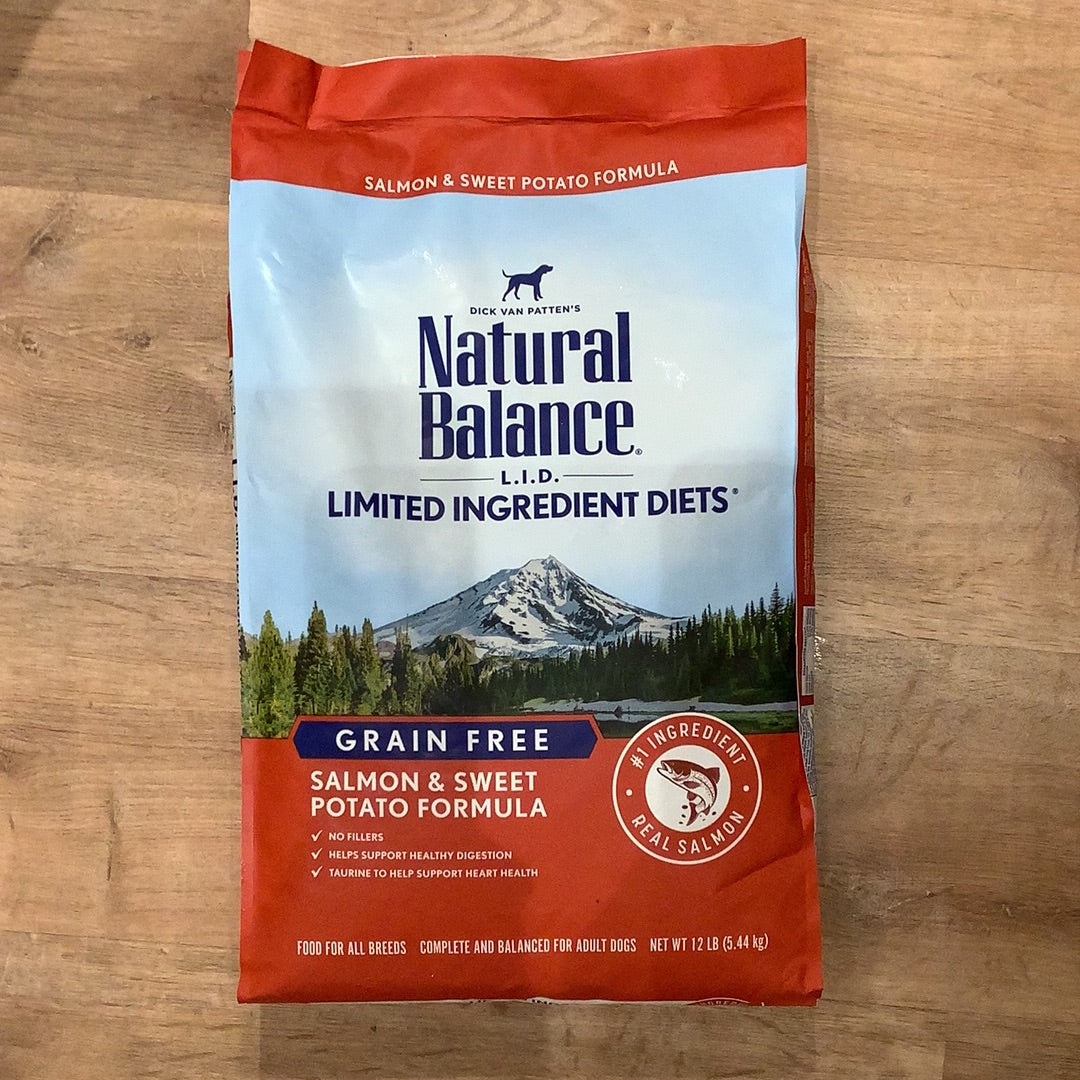 SALMON & SWEET POTATO FORMULA
DICK VAN PATTEN'S
Natural
Balance®
L.I.D.
LIMITED INGREDIENT DIETS®
GRAIN FREE
SALMON & SWEET
POTATO FORMULA
✓ NO FILLERS
✓ HELPS SUPPORT HEALTHY DIGESTION
✓ TAURINE TO HELP SUPPORT HEART HEALTH
#1 INGREDIENT
REAL SALMON
FOOD FOR ALL BREEDS COMPLETE AND BALANCED FOR ADULT DOGS NET WT 12 LB (5.44 kg)